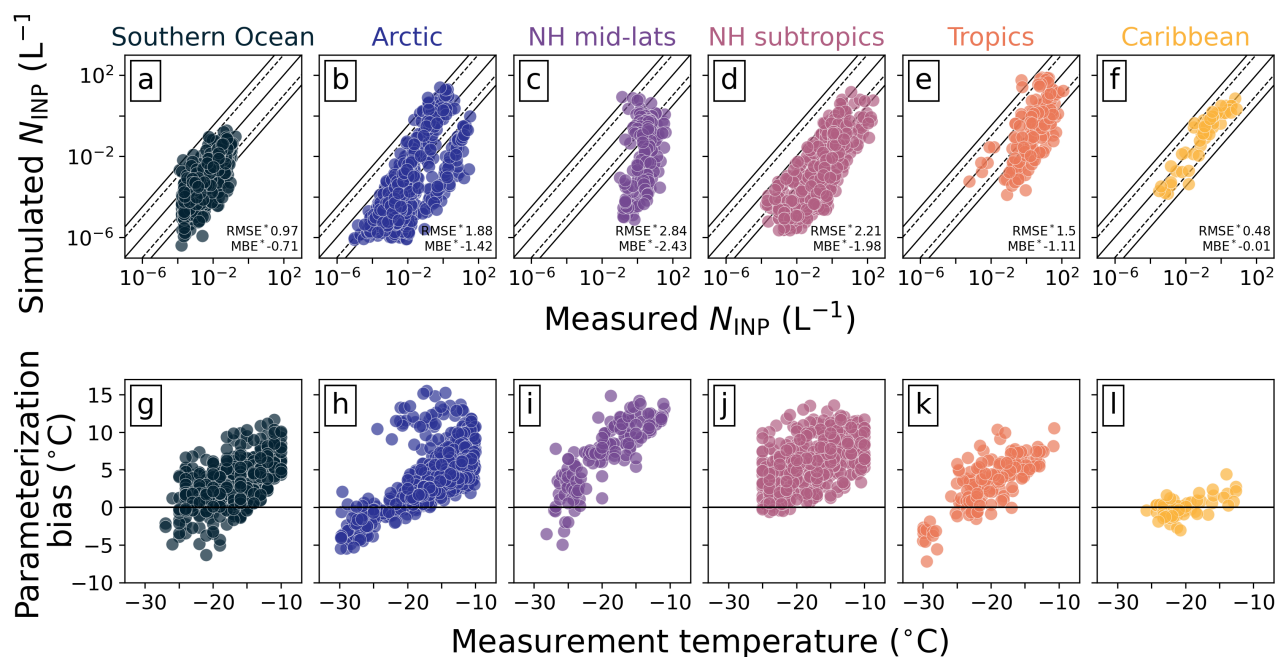 Southern Ocean Arctic NH mid-lats NH subtropics Tropics Caribbean
Simulated N_INP (L⁻¹)
10² 10⁻² 10⁻⁶
a b c d e f
RMSE*0.97 RMSE*1.88 RMSE*2.84 RMSE*2.21 RMSE*1.5 RMSE*0.48
MBE*-0.71 MBE*-1.42 MBE*-2.43 MBE*-1.98 MBE*-1.11 MBE*-0.01
10⁻⁶ 10⁻² 10² 10⁻⁶ 10⁻² 10² 10⁻⁶ 10⁻² 10² 10⁻⁶ 10⁻² 10² 10⁻⁶ 10⁻² 10² 10⁻⁶ 10⁻² 10²
Measured N_INP (L⁻¹)
Parameterization
bias (°C)
15 10 5 0 −5 −10
g h i j k l
−30 −20 −10 −30 −20 −10 −30 −20 −10 −30 −20 −10 −30 −20 −10 −30 −20 −10
Measurement temperature (°C)